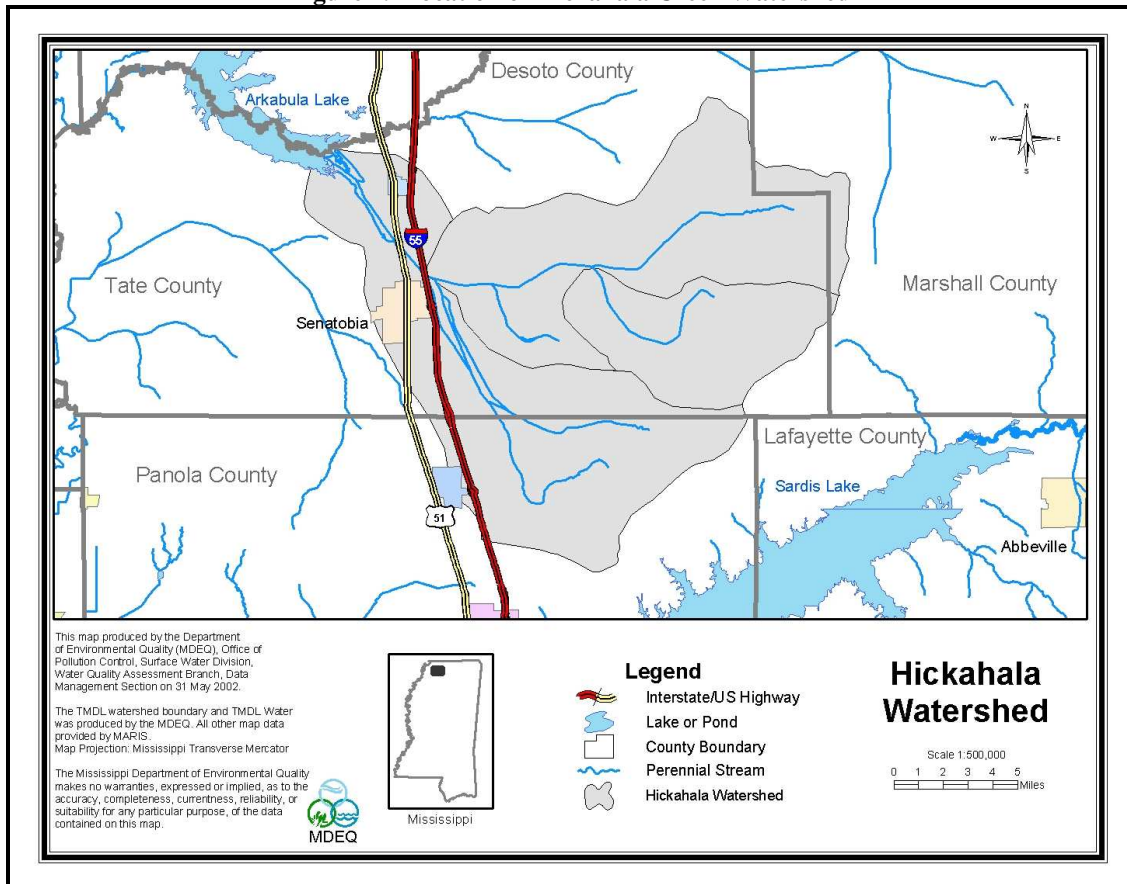 Desoto County
Arkabula Lake
N
W E
S
55
Tate County
Marshall County
Senatobia
Lafayette County
Panola County
Sardis Lake
51
Abbeville
This map produced by the Department
of Environmental Quality (MDEQ), Office of
Pollution Control, Surface Water Division,
Water Quality Assessment Branch, Data
Management Section on 31 May 2002.
The TMDL watershed boundary and TMDL Water
was produced by the MDEQ. All other map data
provided by MARIS.
Map Projection: Mississippi Transverse Mercator
The Mississippi Department of Environmental Quality
makes no warranties, expressed or implied, as to the
accuracy, completeness, currentness, reliability, or
suitability for any particular purpose, of the data
contained on this map.
MDEQ
Mississippi
Legend
Interstate/US Highway
Lake or Pond
County Boundary
Perennial Stream
Hickahala Watershed
Hickahala
Watershed
Scale 1:500,000
0 1 2 3 4 5
Miles